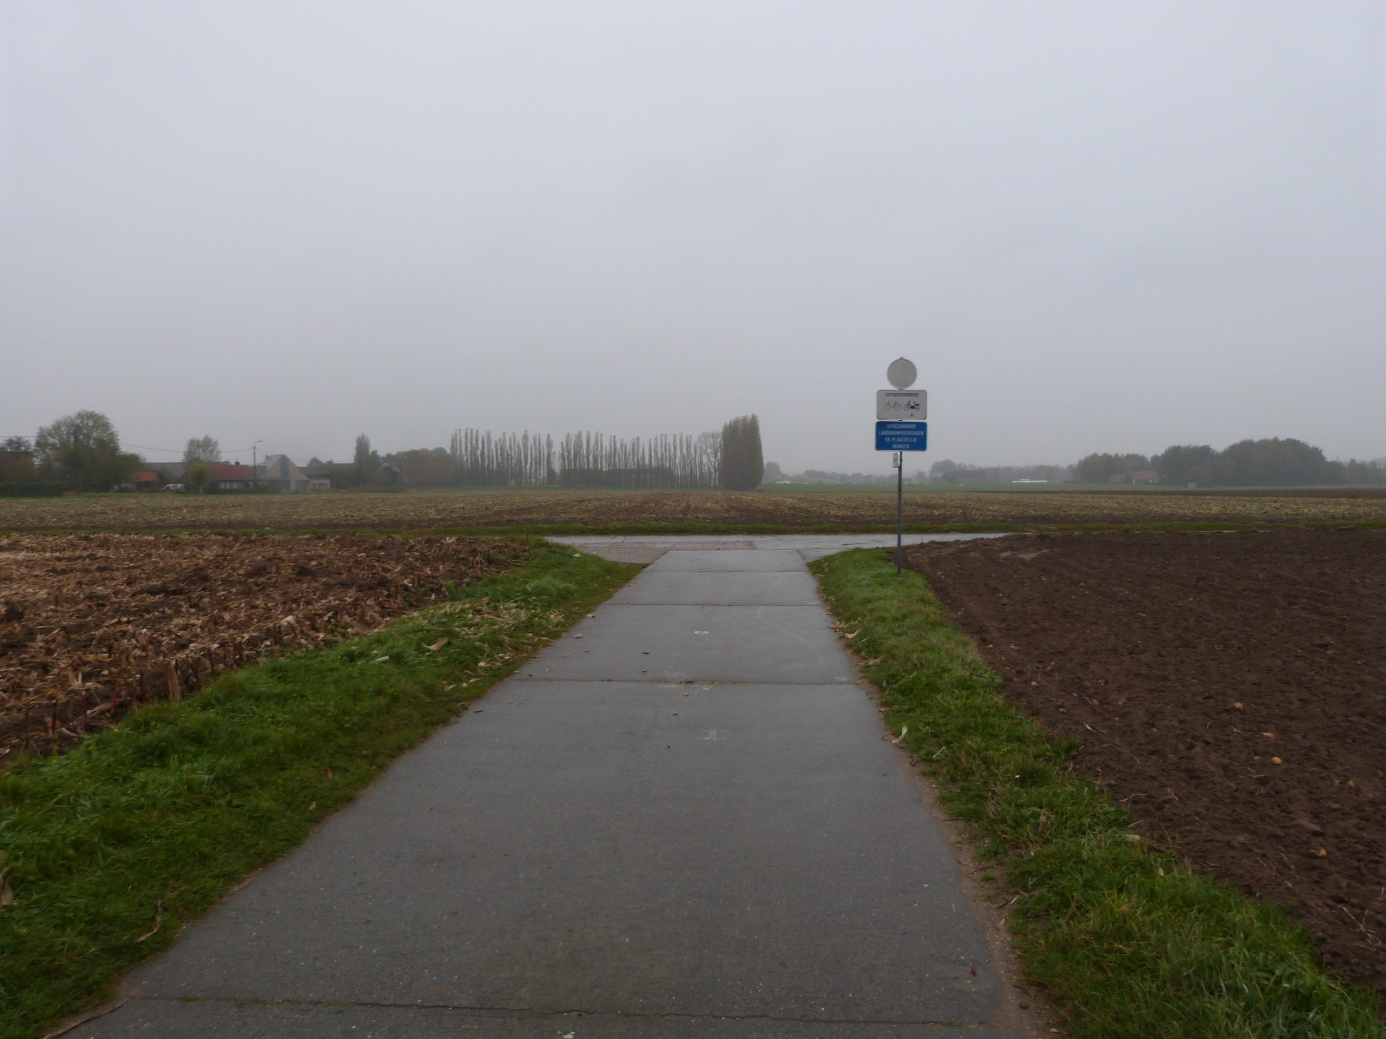 UITGEZONDERD
UITGEZONDERD
LANDBOUWVOERTUIGEN
EN PLAATSELIJK
VERKEER